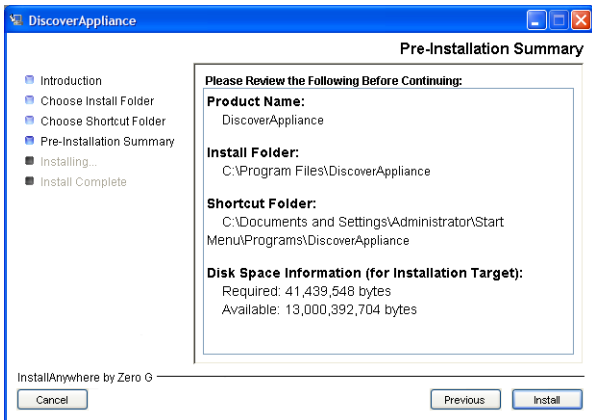 DiscoverAppliance
Pre-Installation Summary
Introduction
Choose Install Folder
Choose Shortcut Folder
Pre-Installation Summary
Installing...
Install Complete
Please Review the Following Before Continuing:
Product Name:
DiscoverAppliance
Install Folder:
C:\Program Files\DiscoverAppliance
Shortcut Folder:
C:\Documents and Settings\Administrator\Start
Menu\Programs\DiscoverAppliance
Disk Space Information (for Installation Target):
Required: 41,439,548 bytes
Available: 13,000,392,704 bytes
InstallAnywhere by Zero G
Cancel
Previous
Install